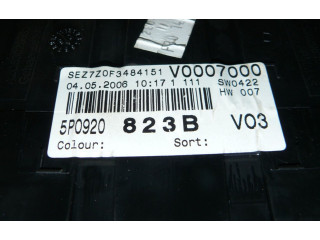 SEZ7Z0F3484151 V0007000
04.05.2006 10:17 1 111 SW0422
HW 007
5P0920 823B V03
Colour: Sort: